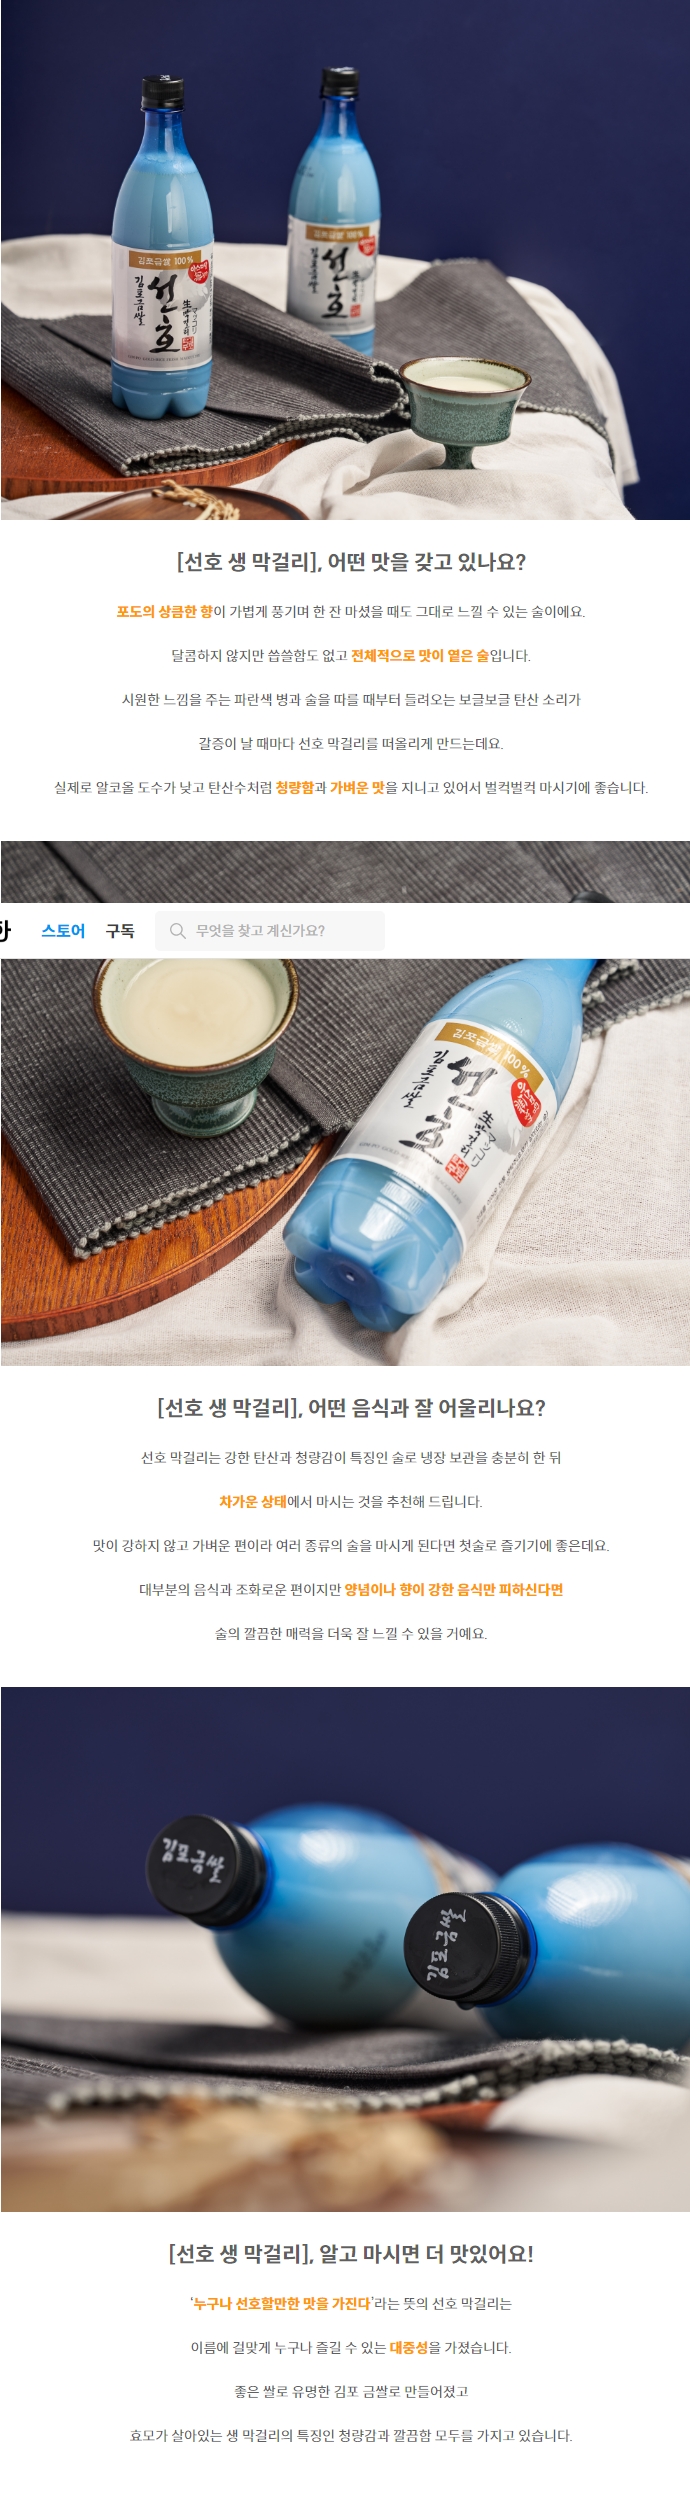 김포금쌀 100%
김포금쌀
선호
生막걸리
김포금쌀 100%
선호
[선호 생 막걸리], 어떤 맛을 갖고 있나요?
포도의 상큼한 향이 가볍게 풍기며 한 잔 마셨을 때도 그대로 느낄 수 있는 술이에요.
달콤하지 않지만 씁쓸함도 없고 전체적으로 맛이 옅은 술입니다.
시원한 느낌을 주는 파란색 병과 술을 따를 때부터 들려오는 보글보글 탄산 소리가
갈증이 날 때마다 선호 막걸리를 떠올리게 만드는데요.
실제로 알코올 도수가 낮고 탄산수처럼 청량함과 가벼운 맛을 지니고 있어서 벌컥벌컥 마시기에 좋습니다.
스토어 구독 무엇을 찾고 계신가요?
김포금쌀 100%
김포금쌀
선호
生막걸리
[선호 생 막걸리], 어떤 음식과 잘 어울리나요?
선호 막걸리는 강한 탄산과 청량감이 특징인 술로 냉장 보관을 충분히 한 뒤
차가운 상태에서 마시는 것을 추천해 드립니다.
맛이 강하지 않고 가벼운 편이라 여러 종류의 술을 마시게 된다면 첫술로 즐기기에 좋은데요.
대부분의 음식과 조화로운 편이지만 양념이나 향이 강한 음식만 피하신다면
술의 깔끔한 매력을 더욱 잘 느낄 수 있을 거예요.
김포금쌀
김포금쌀
[선호 생 막걸리], 알고 마시면 더 맛있어요!
‘누구나 선호할만한 맛을 가진다’라는 뜻의 선호 막걸리는
이름에 걸맞게 누구나 즐길 수 있는 대중성을 가졌습니다.
좋은 쌀로 유명한 김포 금쌀로 만들어졌고
효모가 살아있는 생 막걸리의 특징인 청량감과 깔끔함 모두를 가지고 있습니다.